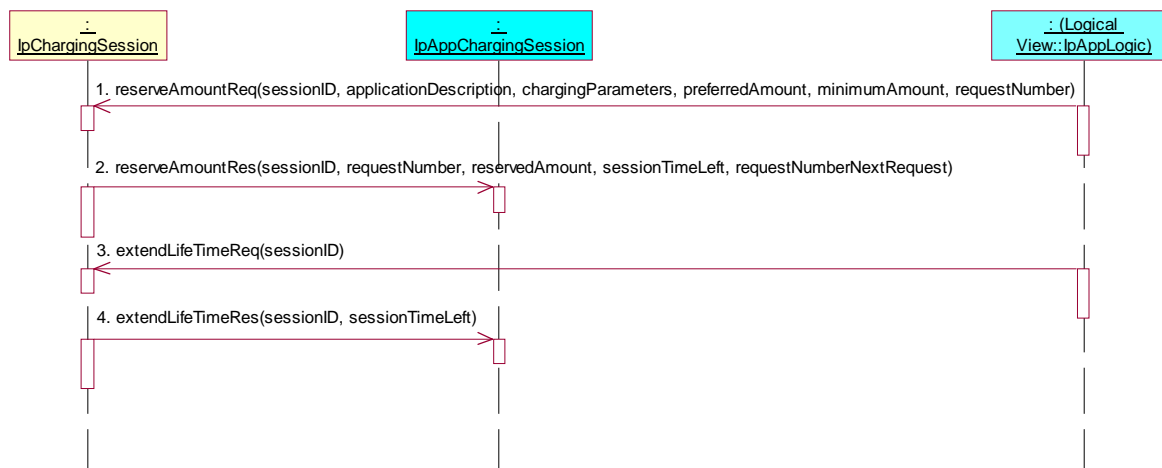 :
IpChargingSession
:
IpAppChargingSession
: (Logical
View::IpAppLogic)
1. reserveAmountReq(sessionID, applicationDescription, chargingParameters, preferredAmount, minimumAmount, requestNumber)
2. reserveAmountRes(sessionID, requestNumber, reservedAmount, sessionTimeLeft, requestNumberNextRequest)
3. extendLifeTimeReq(sessionID)
4. extendLifeTimeRes(sessionID, sessionTimeLeft)